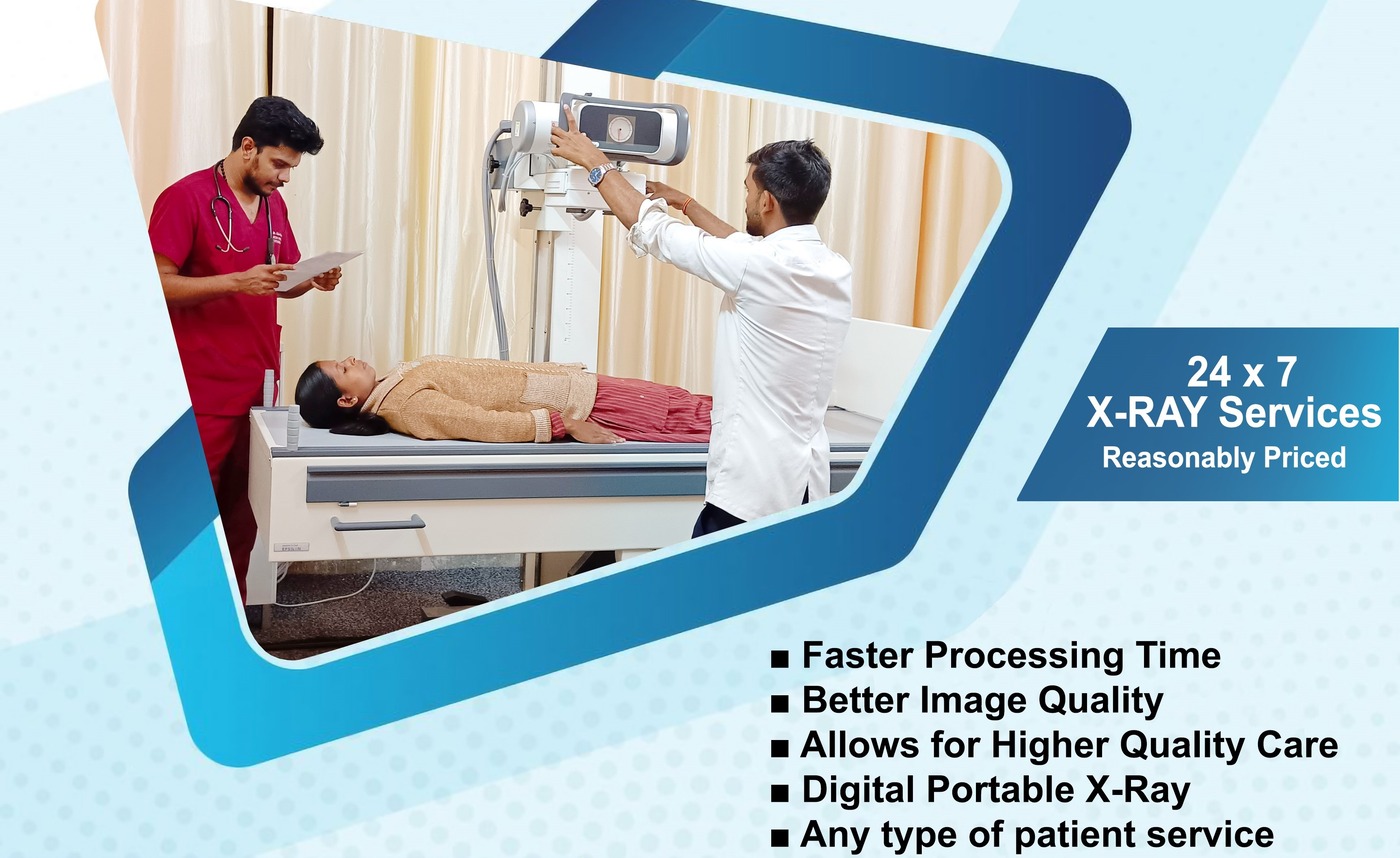 24 x 7
X-RAY Services
Reasonably Priced
■ Faster Processing Time
■ Better Image Quality
■ Allows for Higher Quality Care
■ Digital Portable X-Ray
■ Any type of patient service